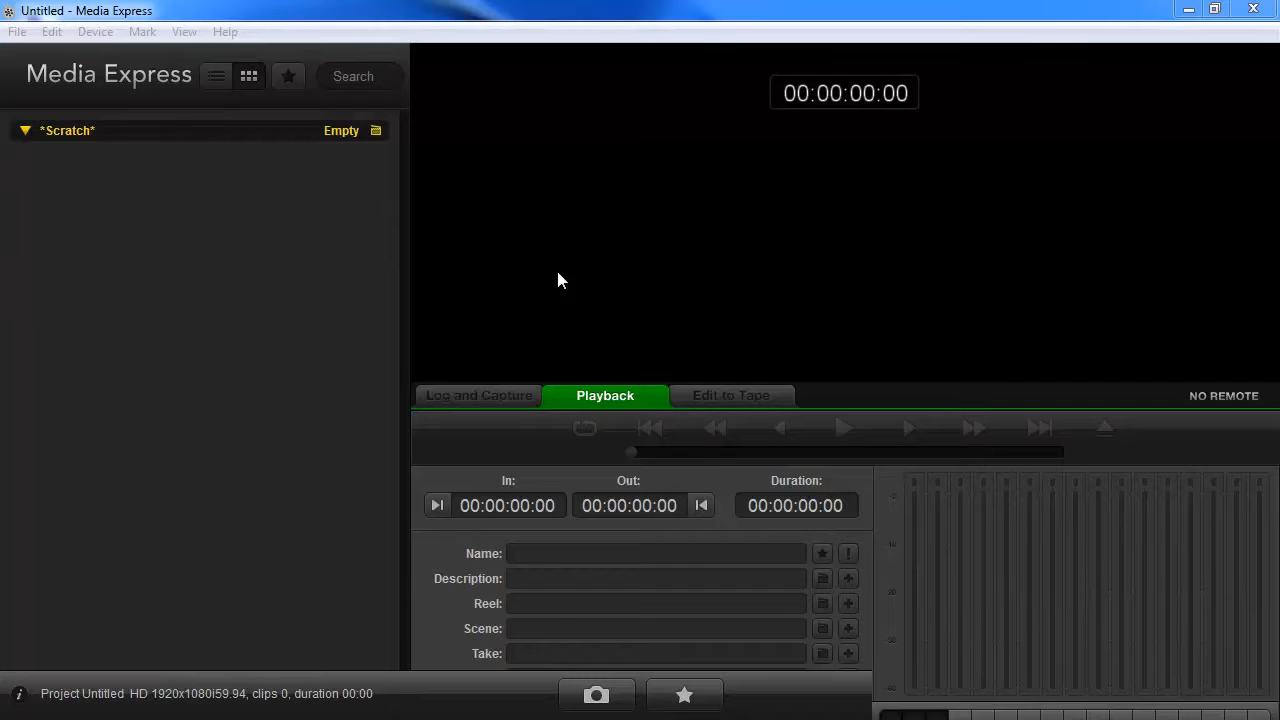 Untitled - Media Express
File Edit Device Mark View Help
Media Express
Search
00:00:00:00
*Scratch* Empty
Log and Capture Playback Edit to Tape NO REMOTE
In: Out: Duration:
00:00:00:00 00:00:00:00 00:00:00:00
Name:
Description:
Reel:
Scene:
Take:
Project Untitled HD 1920x1080i59.94, clips 0, duration 00:00